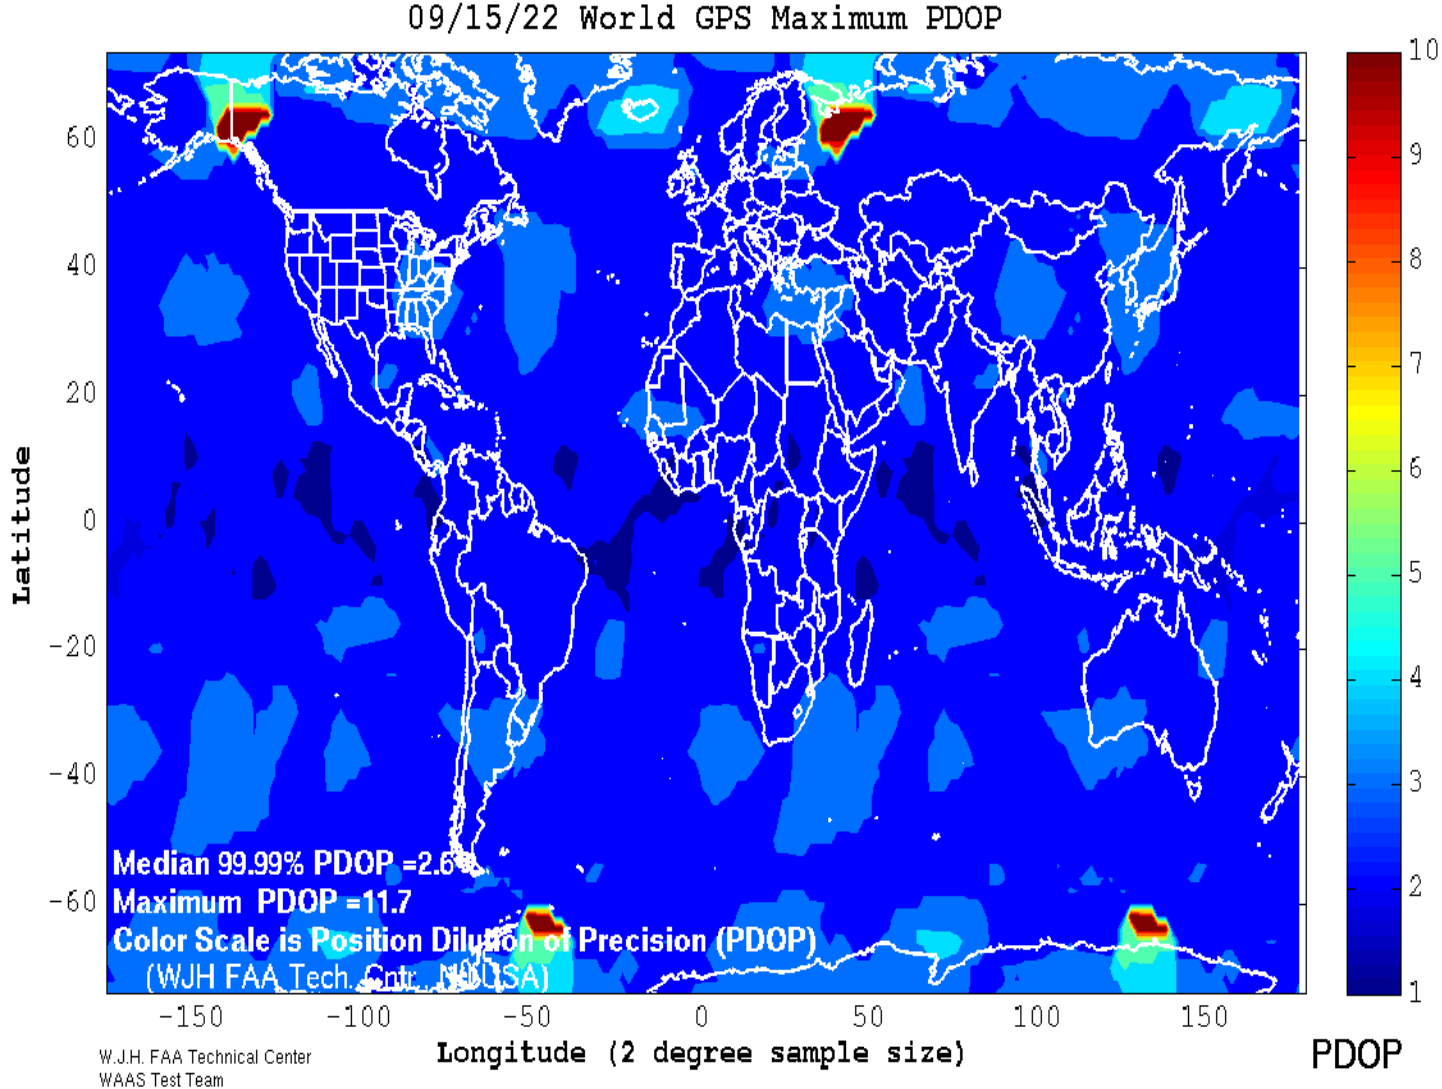 09/15/22 World GPS Maximum PDOP
10
9
8
7
6
5
4
3
2
1
PDOP
Latitude
60
40
20
0
-20
-40
-60
Median 99.99% PDOP =2.6
Maximum PDOP =11.7
Color Scale is Position Dilution of Precision (PDOP)
(WJH FAA Tech. Cntr. USA)
-150
-100
-50
0
50
100
150
Longitude (2 degree sample size)
W.J.H. FAA Technical Center
WAAS Test Team